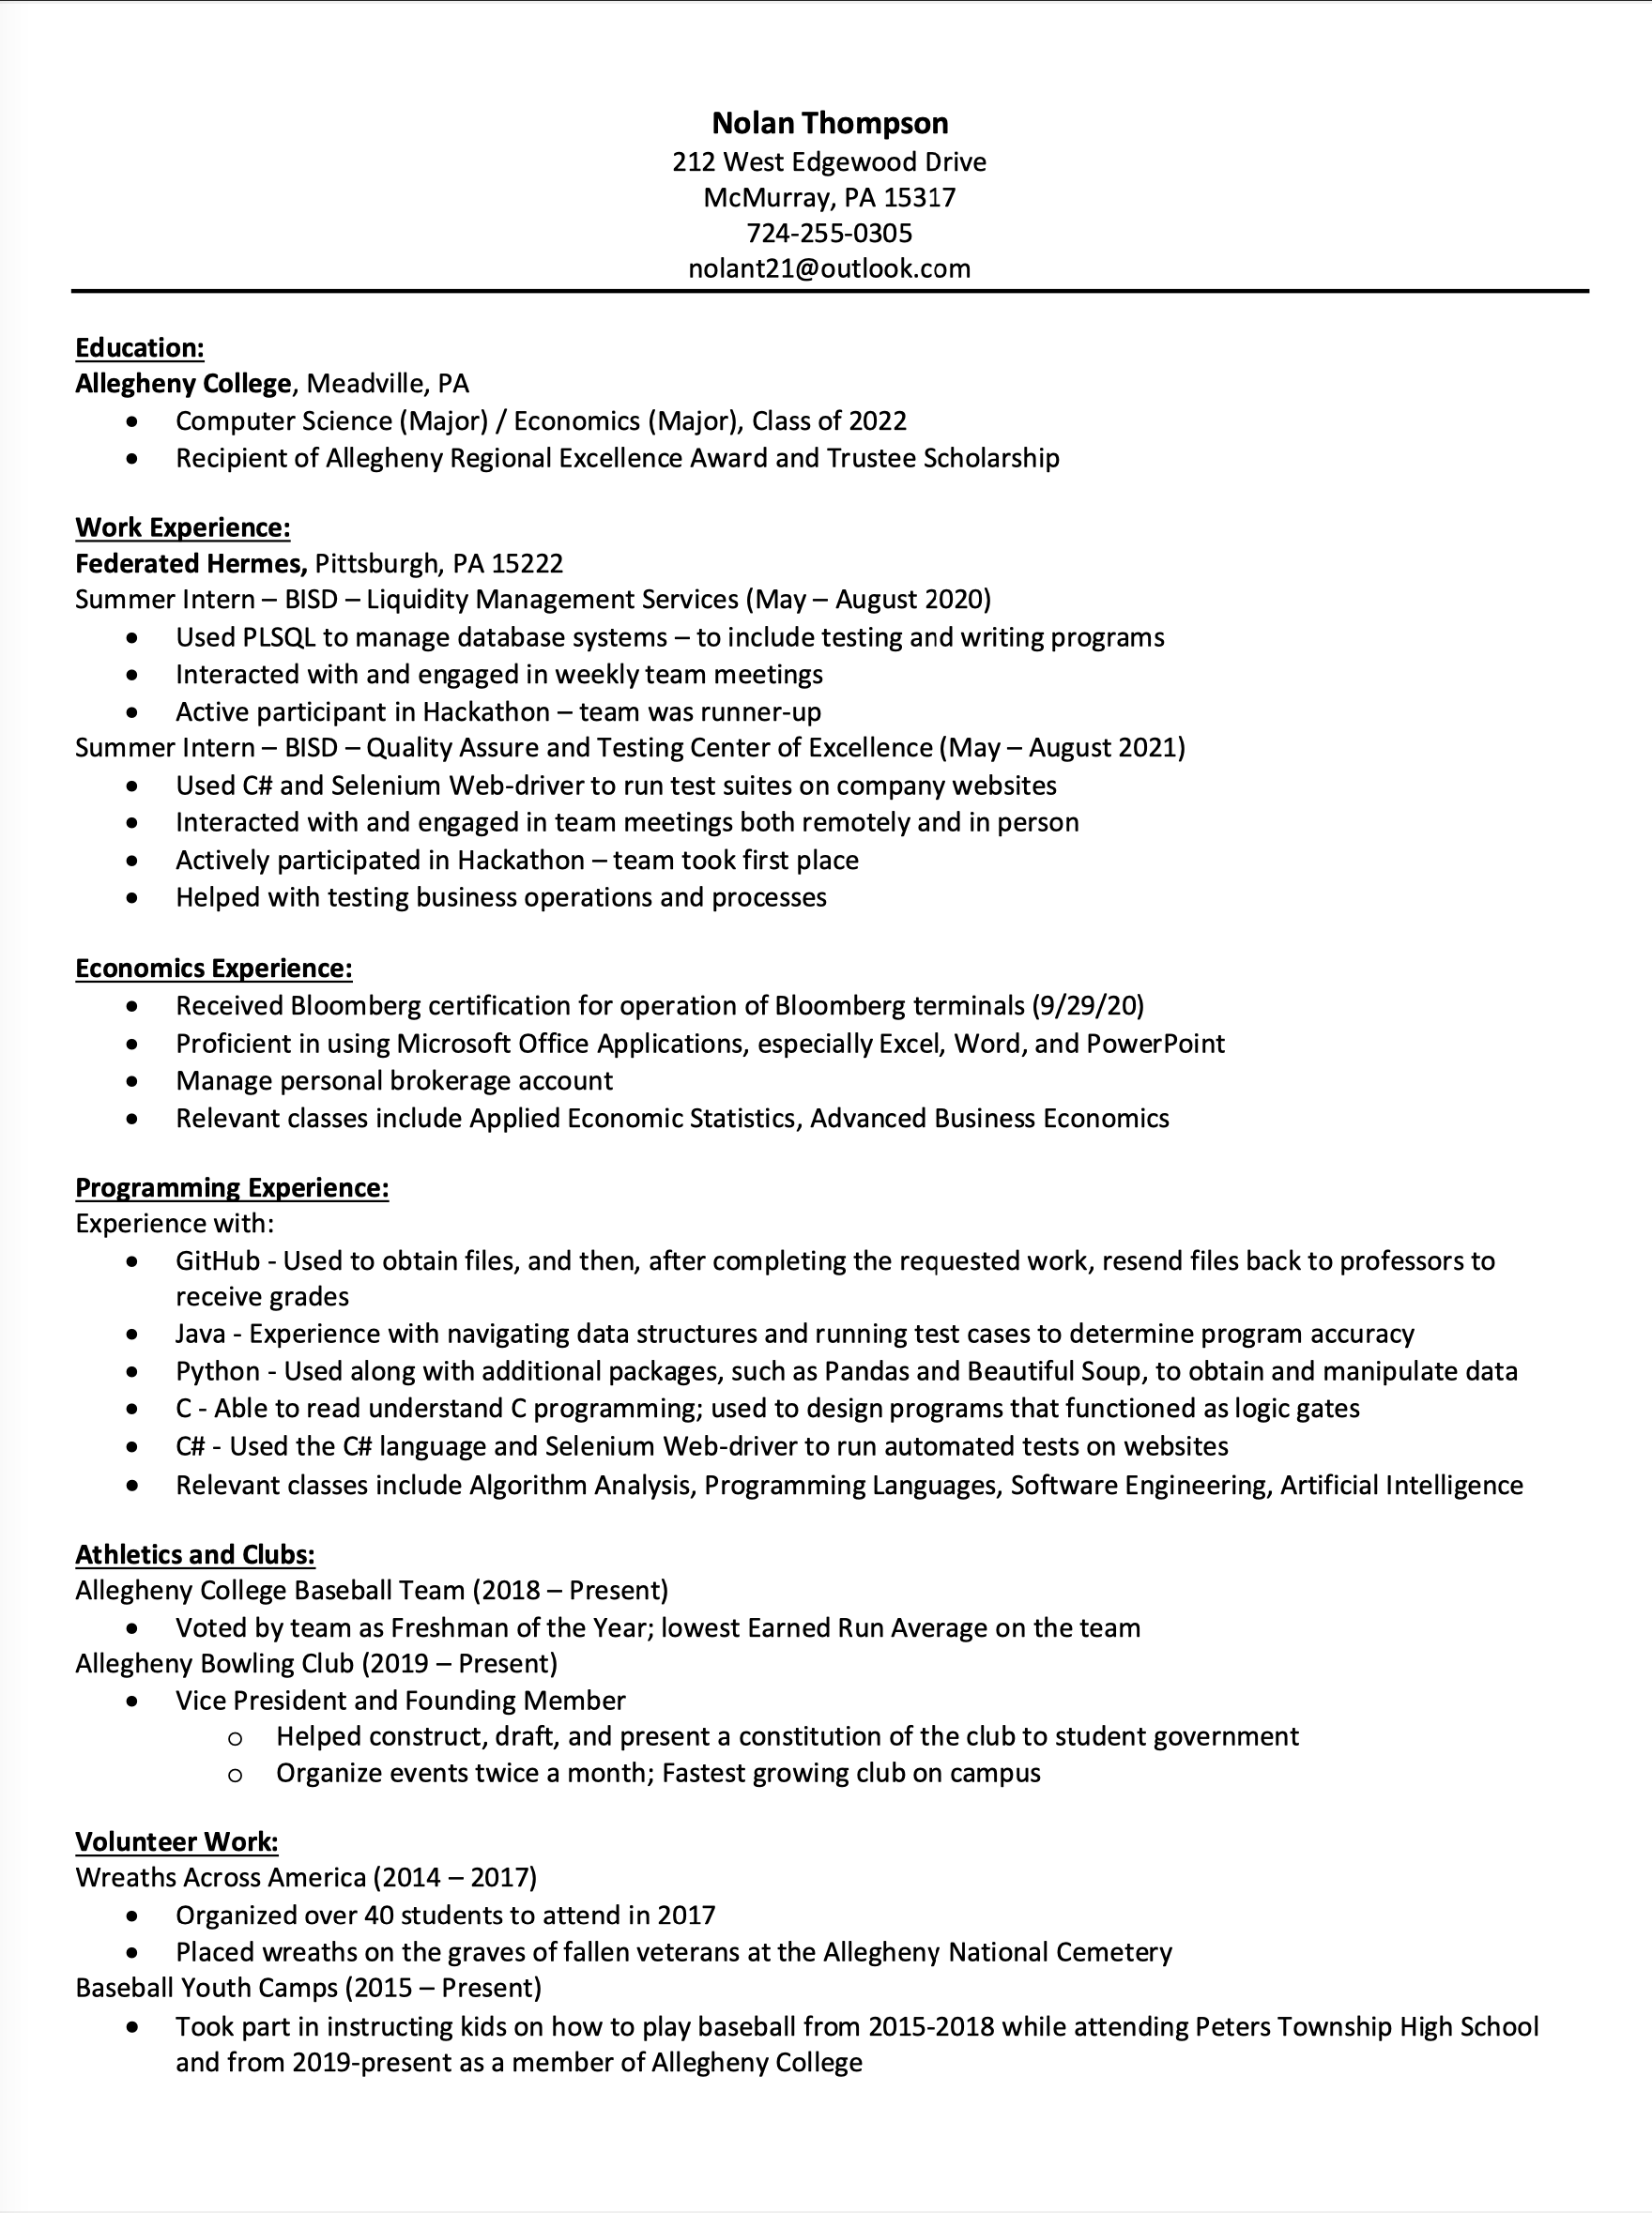 Nolan Thompson
212 West Edgewood Drive
McMurray, PA 15317
724-255-0305
nolant21@outlook.com
Education:
Allegheny College, Meadville, PA
• Computer Science (Major) / Economics (Major), Class of 2022
• Recipient of Allegheny Regional Excellence Award and Trustee Scholarship
Work Experience:
Federated Hermes, Pittsburgh, PA 15222
Summer Intern – BISD – Liquidity Management Services (May – August 2020)
• Used PLSQL to manage database systems – to include testing and writing programs
• Interacted with and engaged in weekly team meetings
• Active participant in Hackathon – team was runner-up
Summer Intern – BISD – Quality Assure and Testing Center of Excellence (May – August 2021)
• Used C# and Selenium Web-driver to run test suites on company websites
• Interacted with and engaged in team meetings both remotely and in person
• Actively participated in Hackathon – team took first place
• Helped with testing business operations and processes
Economics Experience:
• Received Bloomberg certification for operation of Bloomberg terminals (9/29/20)
• Proficient in using Microsoft Office Applications, especially Excel, Word, and PowerPoint
• Manage personal brokerage account
• Relevant classes include Applied Economic Statistics, Advanced Business Economics
Programming Experience:
Experience with:
• GitHub - Used to obtain files, and then, after completing the requested work, resend files back to professors to
receive grades
• Java - Experience with navigating data structures and running test cases to determine program accuracy
• Python - Used along with additional packages, such as Pandas and Beautiful Soup, to obtain and manipulate data
• C - Able to read understand C programming; used to design programs that functioned as logic gates
• C# - Used the C# language and Selenium Web-driver to run automated tests on websites
• Relevant classes include Algorithm Analysis, Programming Languages, Software Engineering, Artificial Intelligence
Athletics and Clubs:
Allegheny College Baseball Team (2018 – Present)
• Voted by team as Freshman of the Year; lowest Earned Run Average on the team
Allegheny Bowling Club (2019 – Present)
• Vice President and Founding Member
o Helped construct, draft, and present a constitution of the club to student government
o Organize events twice a month; Fastest growing club on campus
Volunteer Work:
Wreaths Across America (2014 – 2017)
• Organized over 40 students to attend in 2017
• Placed wreaths on the graves of fallen veterans at the Allegheny National Cemetery
Baseball Youth Camps (2015 – Present)
• Took part in instructing kids on how to play baseball from 2015-2018 while attending Peters Township High School
and from 2019-present as a member of Allegheny College